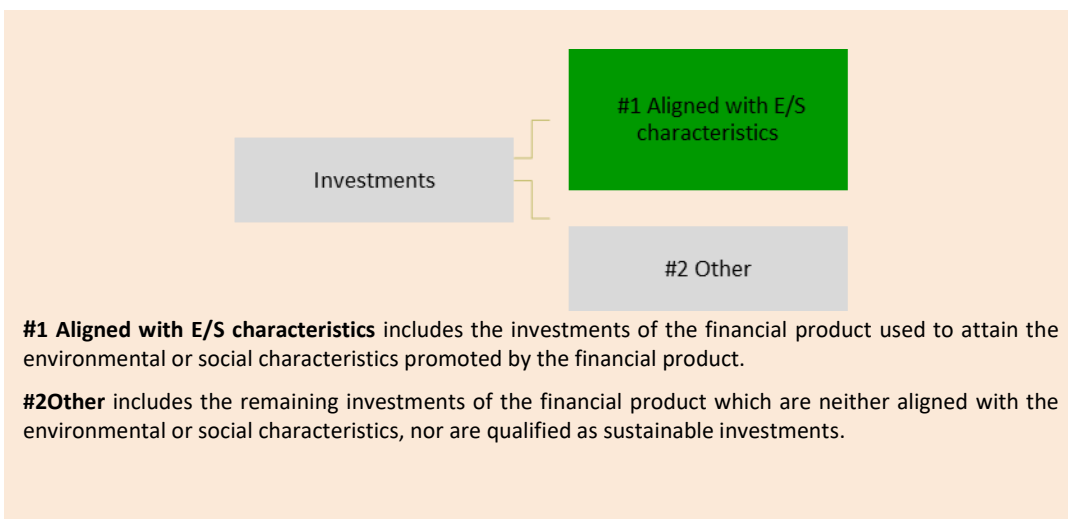 #1 Aligned with E/S
characteristics
Investments
#2 Other
#1 Aligned with E/S characteristics includes the investments of the financial product used to attain the
environmental or social characteristics promoted by the financial product.
#2Other includes the remaining investments of the financial product which are neither aligned with the
environmental or social characteristics, nor are qualified as sustainable investments.